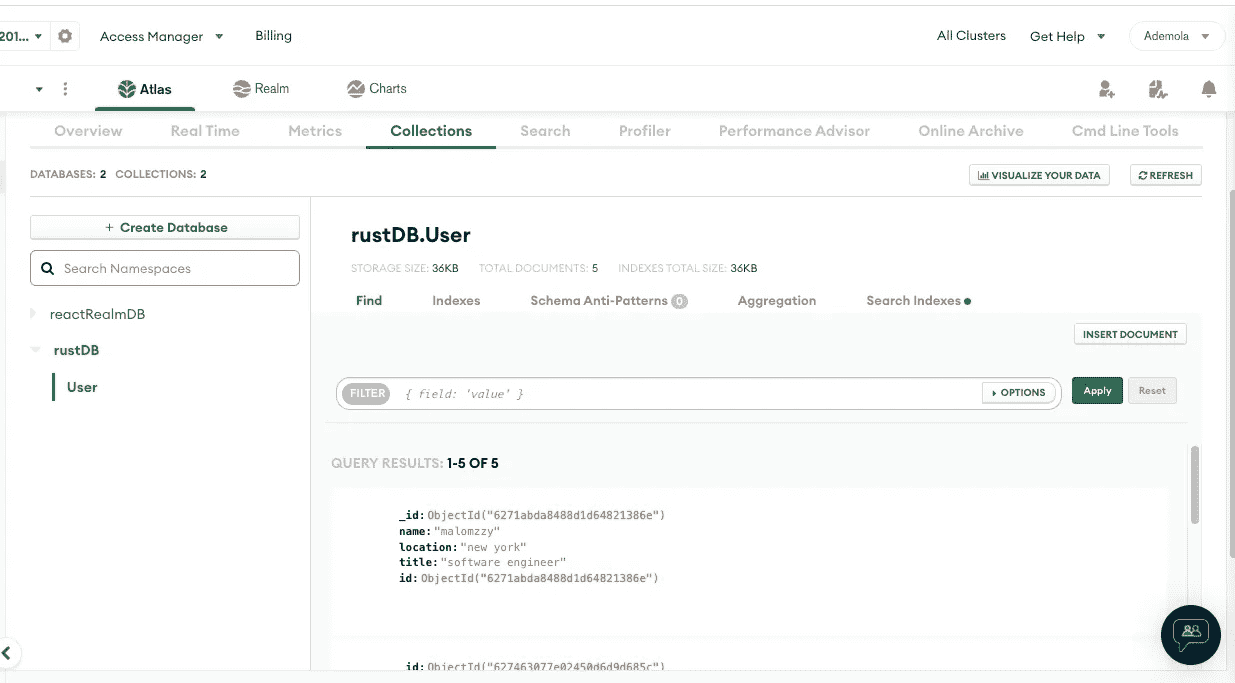 201... Access Manager Billing All Clusters Get Help Ademola
Atlas Realm Charts
Overview Real Time Metrics Collections Search Profiler Performance Advisor Online Archive Cmd Line Tools
DATABASES: 2 COLLECTIONS: 2 VISUALIZE YOUR DATA REFRESH
+ Create Database
Search Namespaces
reactRealmDB
rustDB
User
rustDB.User
STORAGE SIZE: 36KB TOTAL DOCUMENTS: 5 INDEXES TOTAL SIZE: 36KB
Find Indexes Schema Anti-Patterns 0 Aggregation Search Indexes
INSERT DOCUMENT
FILTER { field: 'value' } OPTIONS Apply Reset
QUERY RESULTS: 1-5 OF 5
_id: ObjectId("6271abda8488d1d64821386e")
name: "malomzzy"
location: "new york"
title: "software engineer"
id: ObjectId("6271abda8488d1d64821386e")
_id: ObjectId("627463077e02450d6d9d685c")